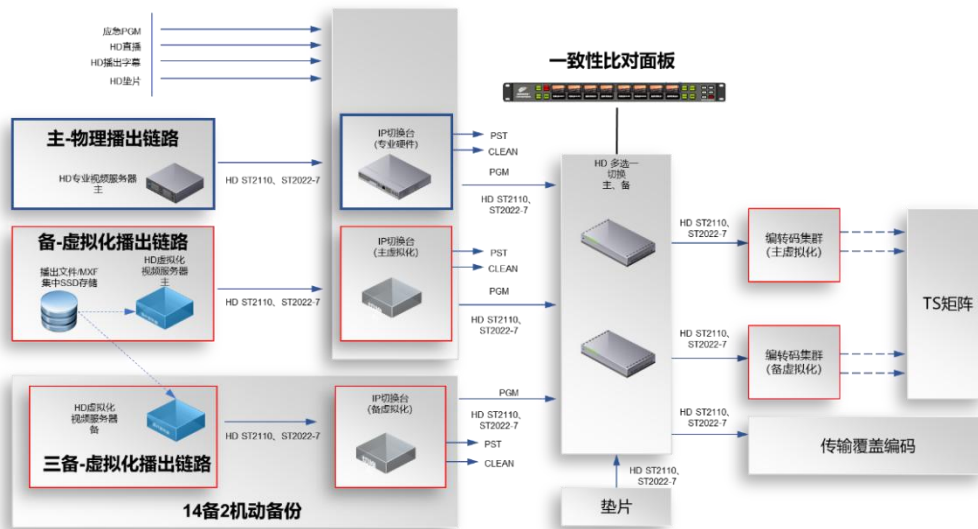 应急PGM
HD直播
HD播出字幕
HD垫片
一致性比对面板
主-物理播出链路
HD专业视频服务器
主
HD ST2110、ST2022-7
IP切换台
(专业硬件)
PST
CLEAN
PGM
HD ST2110、
ST2022-7
HD 多选一
切换
主、备
备-虚拟化播出链路
播出文件/MXF
集中SSD存储
HD虚拟化
视频服务器
主
HD ST2110、ST2022-7
IP切换台
(主虚拟化)
PST
CLEAN
PGM
HD ST2110、
ST2022-7
HD ST2110、
ST2022-7
编转码集群
(主虚拟化)
TS矩阵
HD ST2110、
ST2022-7
编转码集群
(备虚拟化)
HD虚拟化
视频服务器
备
三备-虚拟化播出链路
HD ST2110、ST2022-7
IP切换台
(备虚拟化)
PGM
HD ST2110、
ST2022-7
PST
CLEAN
14备2机动备份
HD ST2110、
ST2022-7
传输覆盖编码
HD ST2110、
ST2022-7
垫片